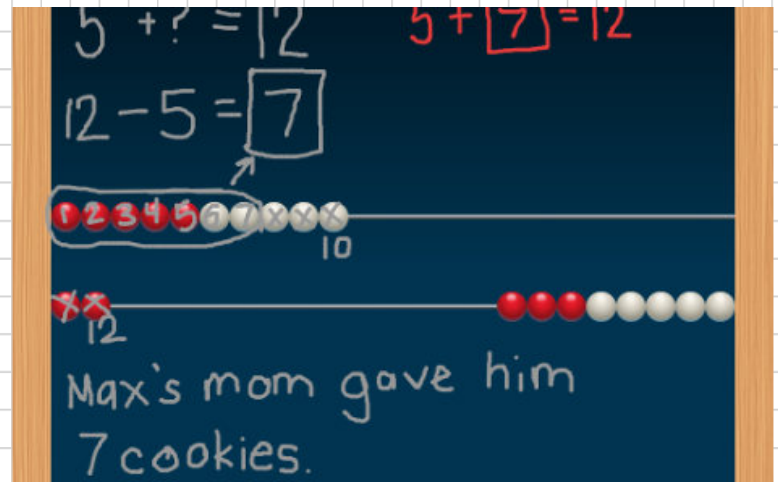 5 + ? = 12
5 + 7 = 12
12 - 5 = 7
1 2 3 4 5 6 7 x x x
10
x x
12
Max's mom gave him
7 cookies.